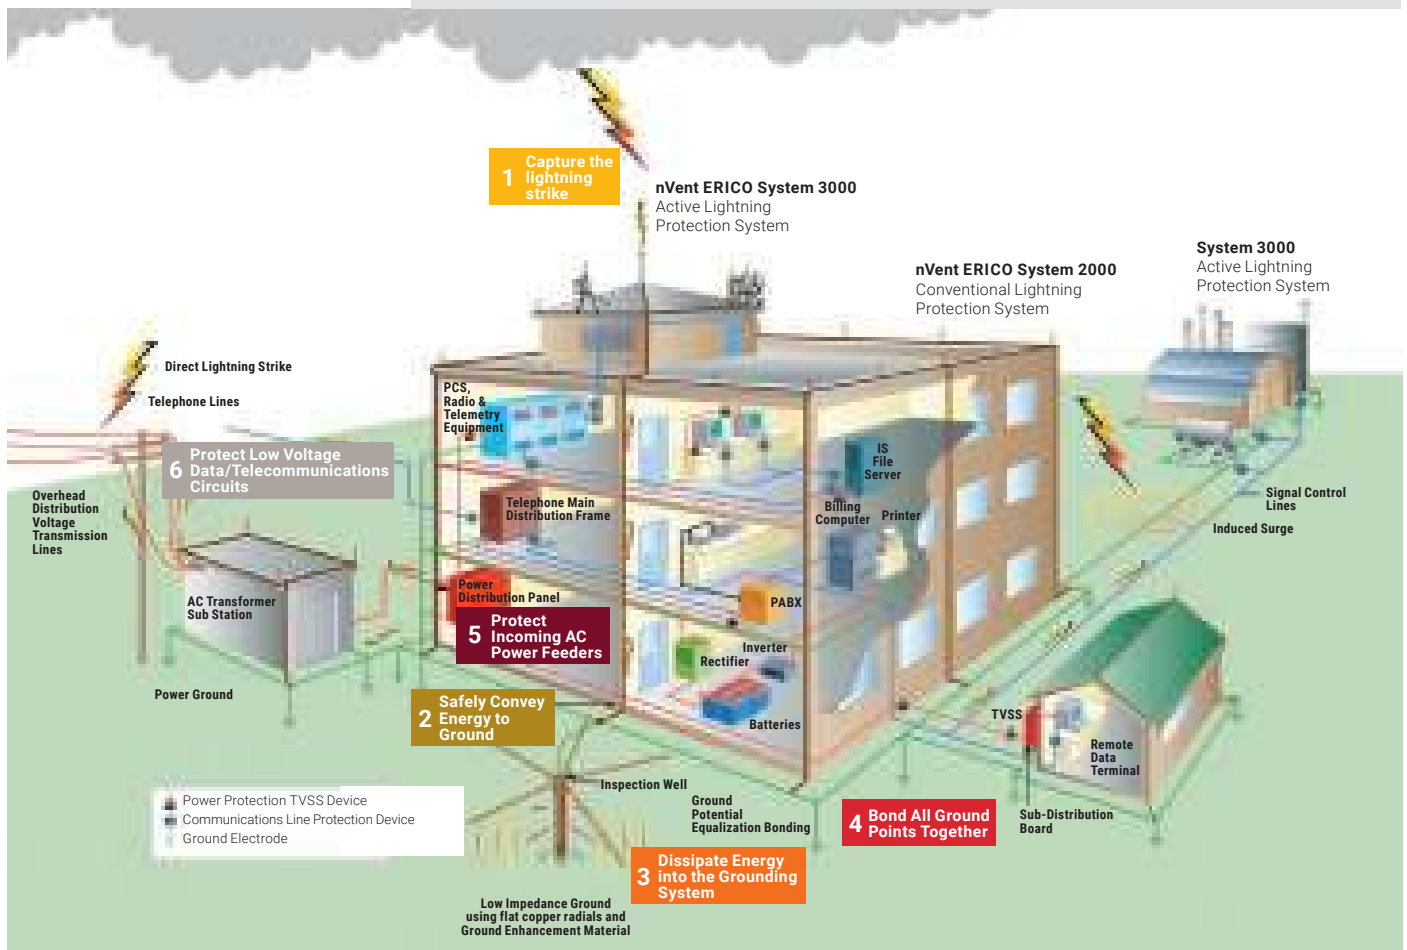 1
Capture the
lightning
strike
nVent ERICO System 3000
Active Lightning
Protection System
System 3000
Active Lightning
Protection System
nVent ERICO System 2000
Conventional Lightning
Protection System
Direct Lightning Strike
Telephone Lines
PCS,
Radio &
Telemetry
Equipment
6
Protect Low Voltage
Data/Telecommunications
Circuits
IS
File
Server
Overhead
Distribution
Voltage
Transmission
Lines
Telephone Main
Distribution Frame
Billing
Computer
Printer
Signal Control
Lines
Induced Surge
AC Transformer
Sub Station
Power
Distribution Panel
PABX
5
Protect
Incoming AC
Power Feeders
Inverter
Rectifier
Power Ground
2
Safely Convey
Energy to
Ground
Batteries
TVSS
Remote
Data
Terminal
Inspection Well
Ground
Potential
Equalization Bonding
4
Bond All Ground
Points Together
Sub-Distribution
Board
Power Protection TVSS Device
Communications Line Protection Device
Ground Electrode
3
Dissipate Energy
into the Grounding
System
Low Impedance Ground
using flat copper radials and
Ground Enhancement Material